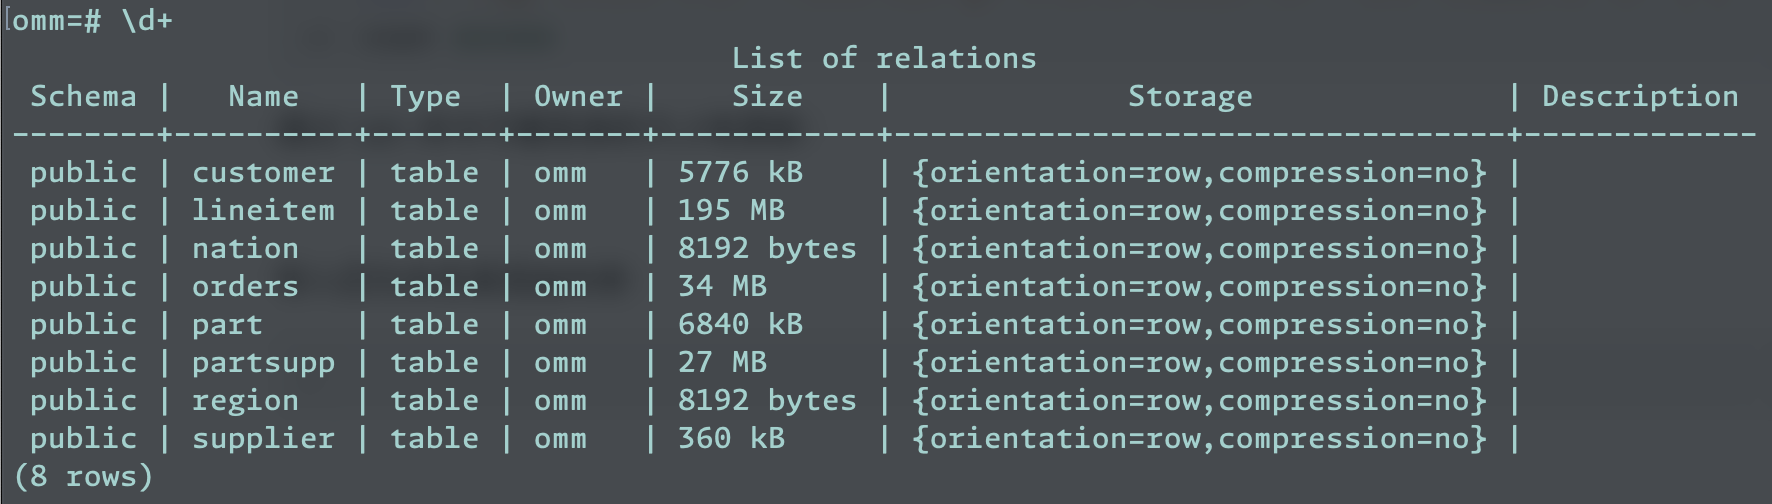 [omm=# \d+
                                List of relations
 Schema |   Name   | Type  | Owner |    Size    |             Storage              | Description
--------+----------+-------+-------+------------+----------------------------------+-------------
 public | customer | table | omm   | 5776 kB    | {orientation=row,compression=no} |
 public | lineitem | table | omm   | 195 MB     | {orientation=row,compression=no} |
 public | nation   | table | omm   | 8192 bytes | {orientation=row,compression=no} |
 public | orders   | table | omm   | 34 MB      | {orientation=row,compression=no} |
 public | part     | table | omm   | 6840 kB    | {orientation=row,compression=no} |
 public | partsupp | table | omm   | 27 MB      | {orientation=row,compression=no} |
 public | region   | table | omm   | 8192 bytes | {orientation=row,compression=no} |
 public | supplier | table | omm   | 360 kB     | {orientation=row,compression=no} |
(8 rows)